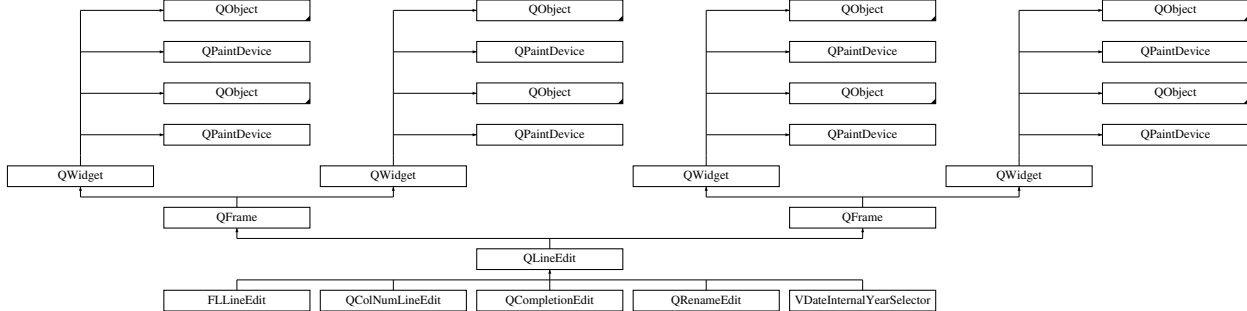 QObject QObject QObject QObject
QPaintDevice QPaintDevice QPaintDevice QPaintDevice
QObject QObject QObject QObject
QPaintDevice QPaintDevice QPaintDevice QPaintDevice
QWidget QWidget QWidget QWidget
QFrame QFrame
QLineEdit
FLLineEdit QColNumLineEdit QCompletionEdit QRenameEdit VDateInternalYearSelector